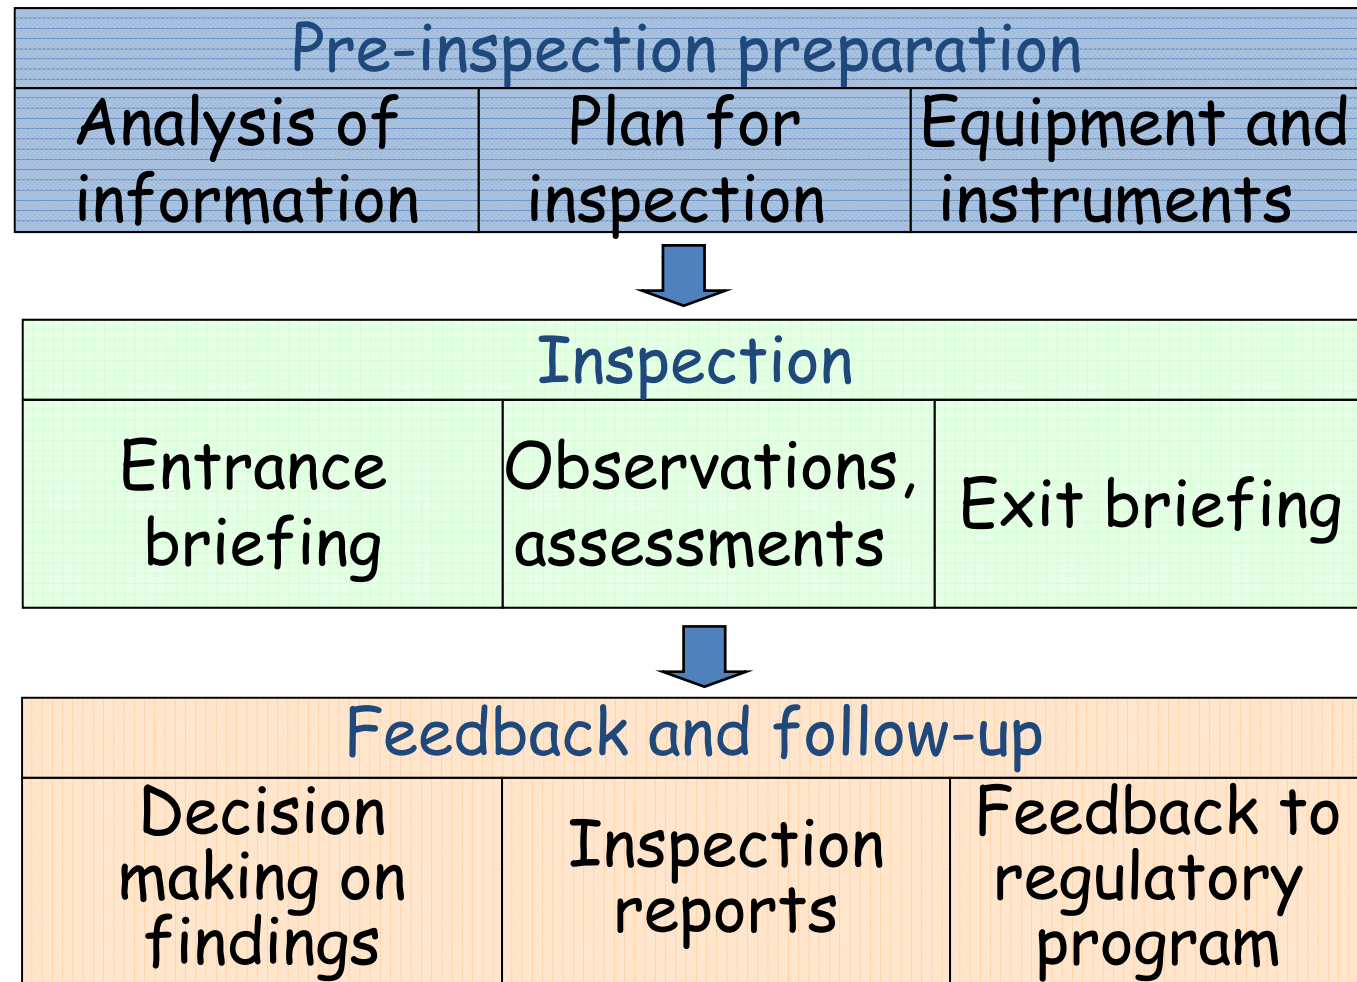 Pre-inspection preparation
Analysis of
information
Plan for
inspection
Equipment and
instruments
Inspection
Entrance
briefing
Observations,
assessments
Exit briefing
Feedback and follow-up
Decision
making on
findings
Inspection
reports
Feedback to
regulatory
program